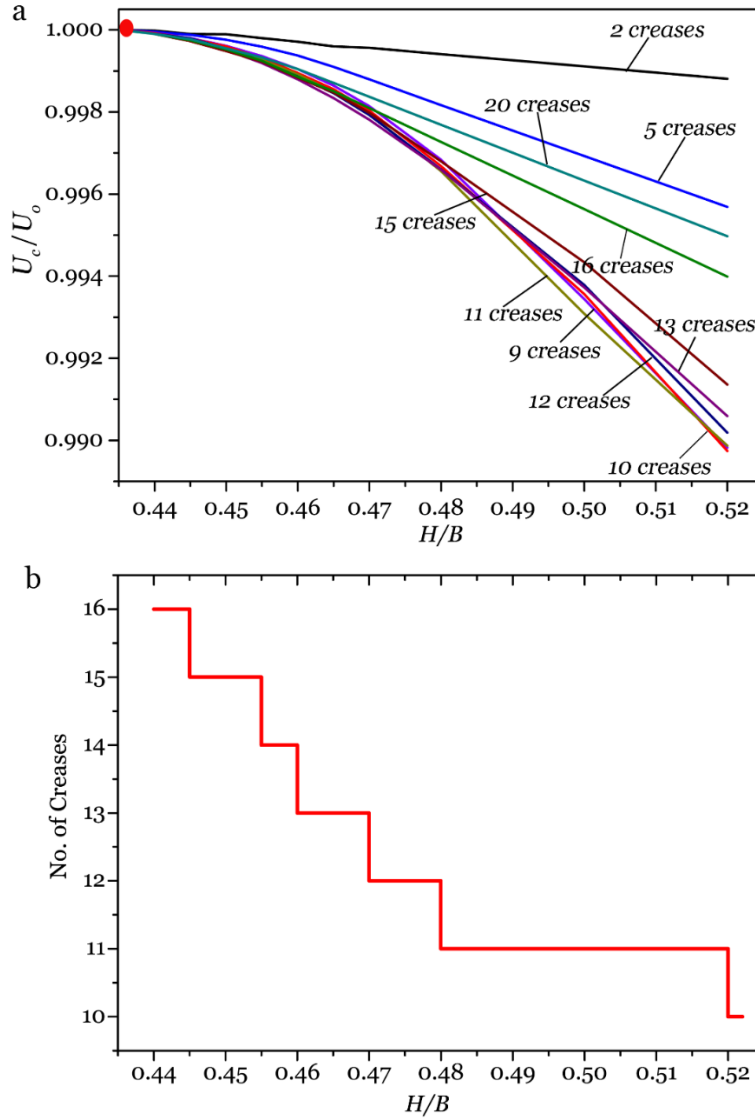 a
1.000
0.998
0.996
0.994
0.992
0.990
U_c/U_o
2 creases
20 creases
5 creases
15 creases
16 creases
11 creases
13 creases
9 creases
12 creases
10 creases
0.44 0.45 0.46 0.47 0.48 0.49 0.50 0.51 0.52
H/B
b
16
15
14
13
12
11
10
No. of Creases
0.44 0.45 0.46 0.47 0.48 0.49 0.50 0.51 0.52
H/B